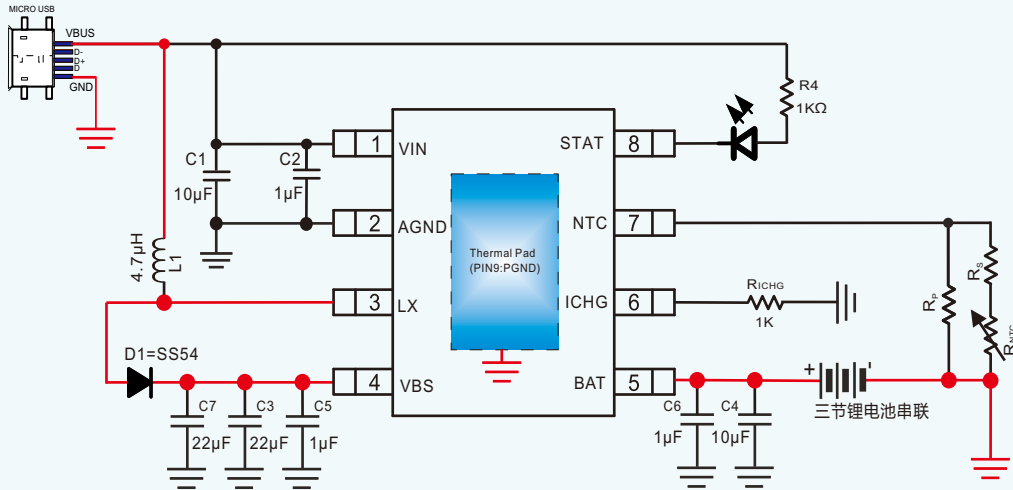 MICRO USB
VBUS
D-
D+
D
GND
R4
1KΩ
1
VIN
STAT
8
C1
10μF
C2
1μF
2
AGND
NTC
7
Thermal Pad
(PIN9:PGND)
4.7μH
L1
3
LX
ICHG
6
RICHG
1K
RP
RS
RNTC
D1=SS54
4
VBS
BAT
5
+
-
三节锂电池串联
C7
22μF
C3
22μF
C5
1μF
C6
1μF
C4
10μF